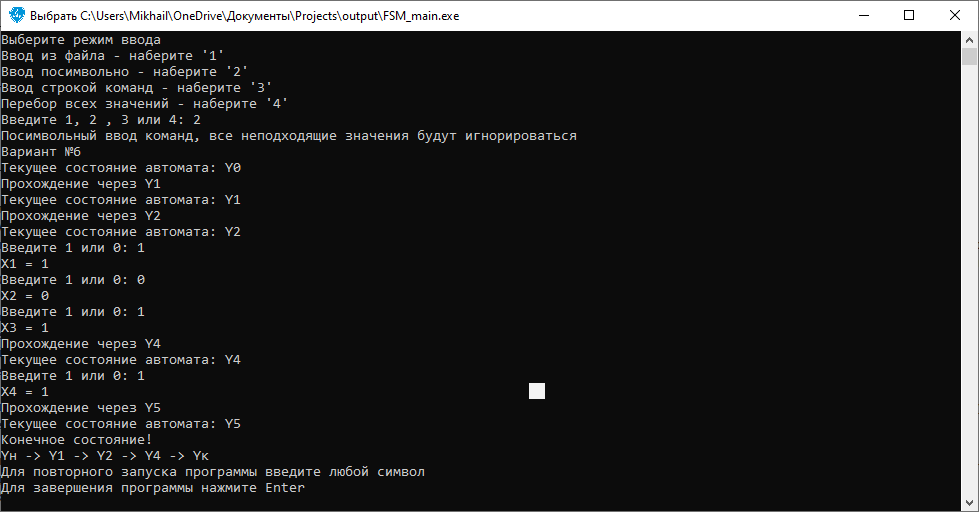 Выбрать C:\Users\Mikhail\OneDrive\Документы\Projects\output\FSM_main.exe
Выберите режим ввода
Ввод из файла - наберите '1'
Ввод посимвольно - наберите '2'
Ввод строкой команд - наберите '3'
Перебор всех значений - наберите '4'
Введите 1, 2 , 3 или 4: 2
Посимвольный ввод команд, все неподходящие значения будут игнорироваться
Вариант №6
Текущее состояние автомата: Y0
Прохождение через Y1
Текущее состояние автомата: Y1
Прохождение через Y2
Текущее состояние автомата: Y2
Введите 1 или 0: 1
X1 = 1
Введите 1 или 0: 0
X2 = 0
Введите 1 или 0: 1
X3 = 1
Прохождение через Y4
Текущее состояние автомата: Y4
Введите 1 или 0: 1
X4 = 1
Прохождение через Y5
Текущее состояние автомата: Y5
Конечное состояние!
Yн -> Y1 -> Y2 -> Y4 -> Yк
Для повторного запуска программы введите любой символ
Для завершения программы нажмите Enter